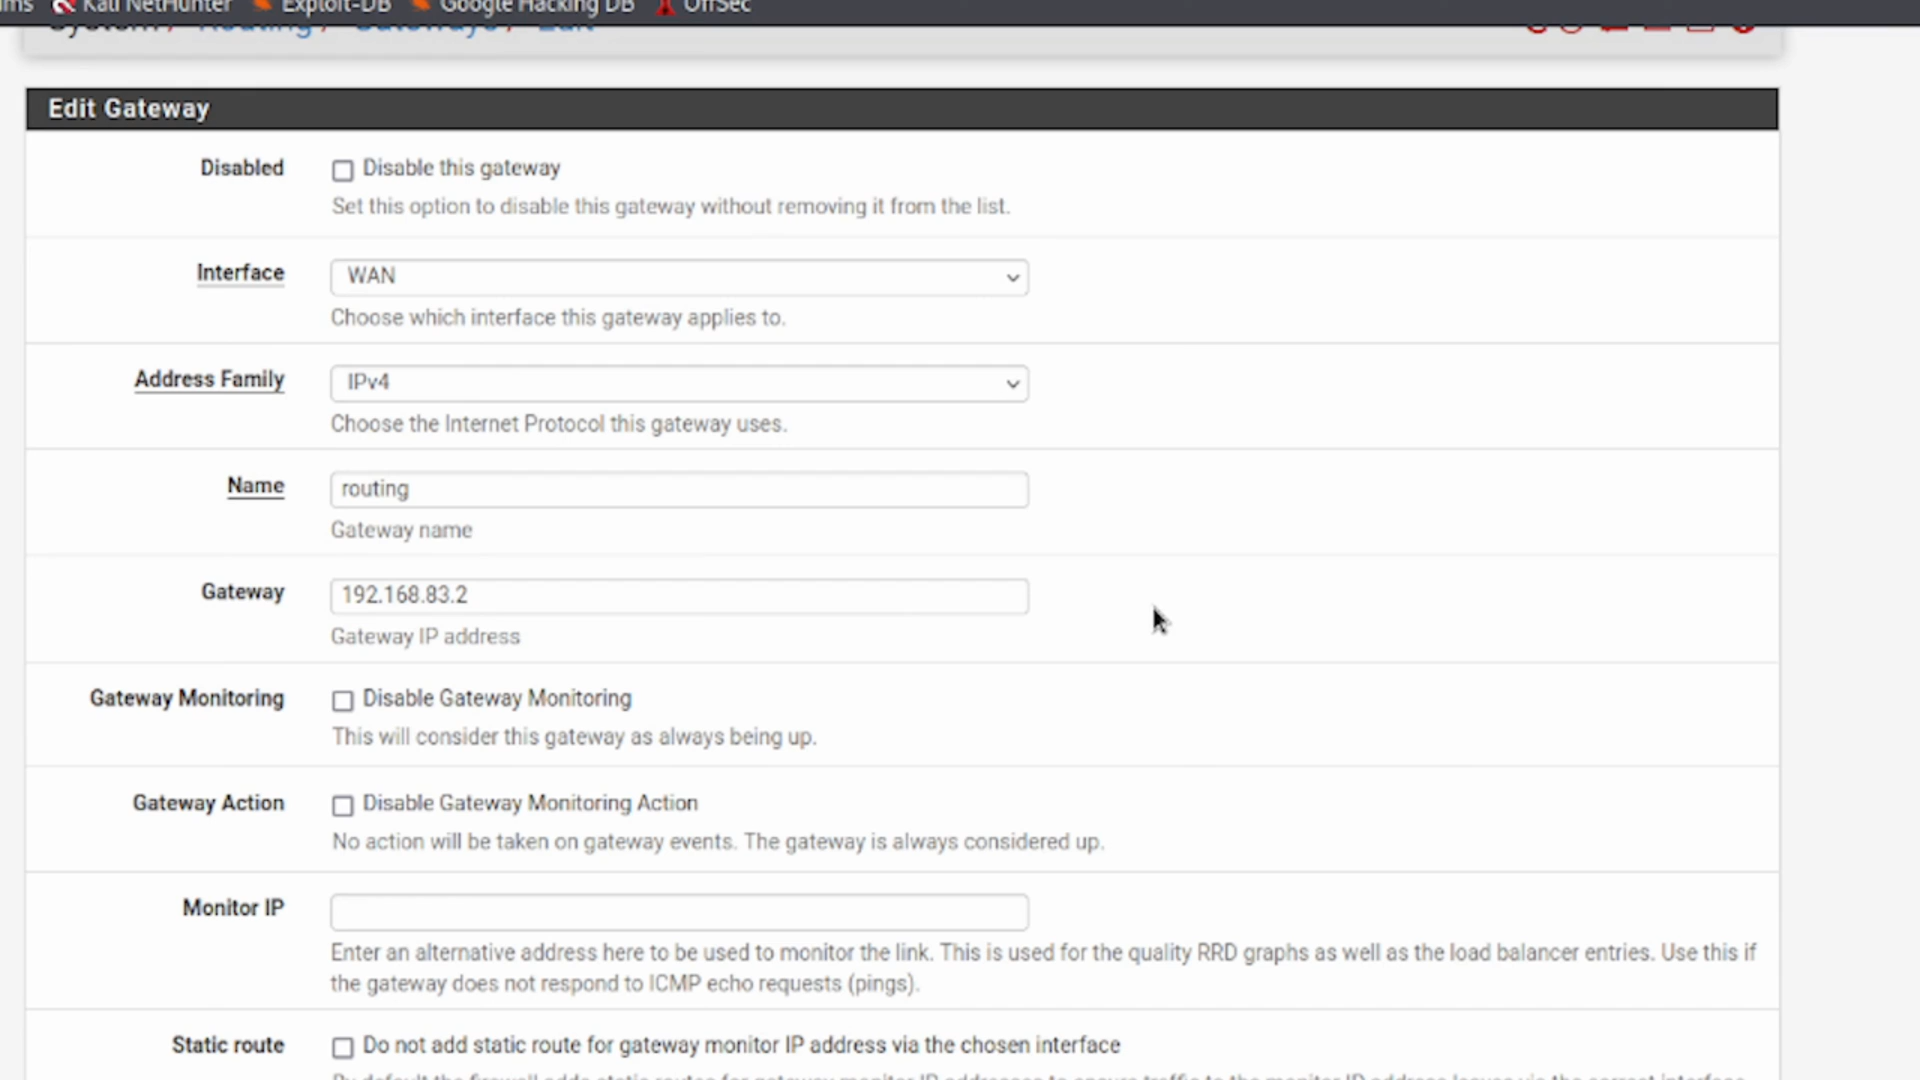 Kali NetHunter Exploit-DB Google Hacking DB OffSec
Edit Gateway
Disabled Disable this gateway
Set this option to disable this gateway without removing it from the list.
Interface WAN
Choose which interface this gateway applies to.
Address Family IPv4
Choose the Internet Protocol this gateway uses.
Name routing
Gateway name
Gateway 192.168.83.2
Gateway IP address
Gateway Monitoring Disable Gateway Monitoring
This will consider this gateway as always being up.
Gateway Action Disable Gateway Monitoring Action
No action will be taken on gateway events. The gateway is always considered up.
Monitor IP
Enter an alternative address here to be used to monitor the link. This is used for the quality RRD graphs as well as the load balancer entries. Use this if
the gateway does not respond to ICMP echo requests (pings).
Static route Do not add static route for gateway monitor IP address via the chosen interface